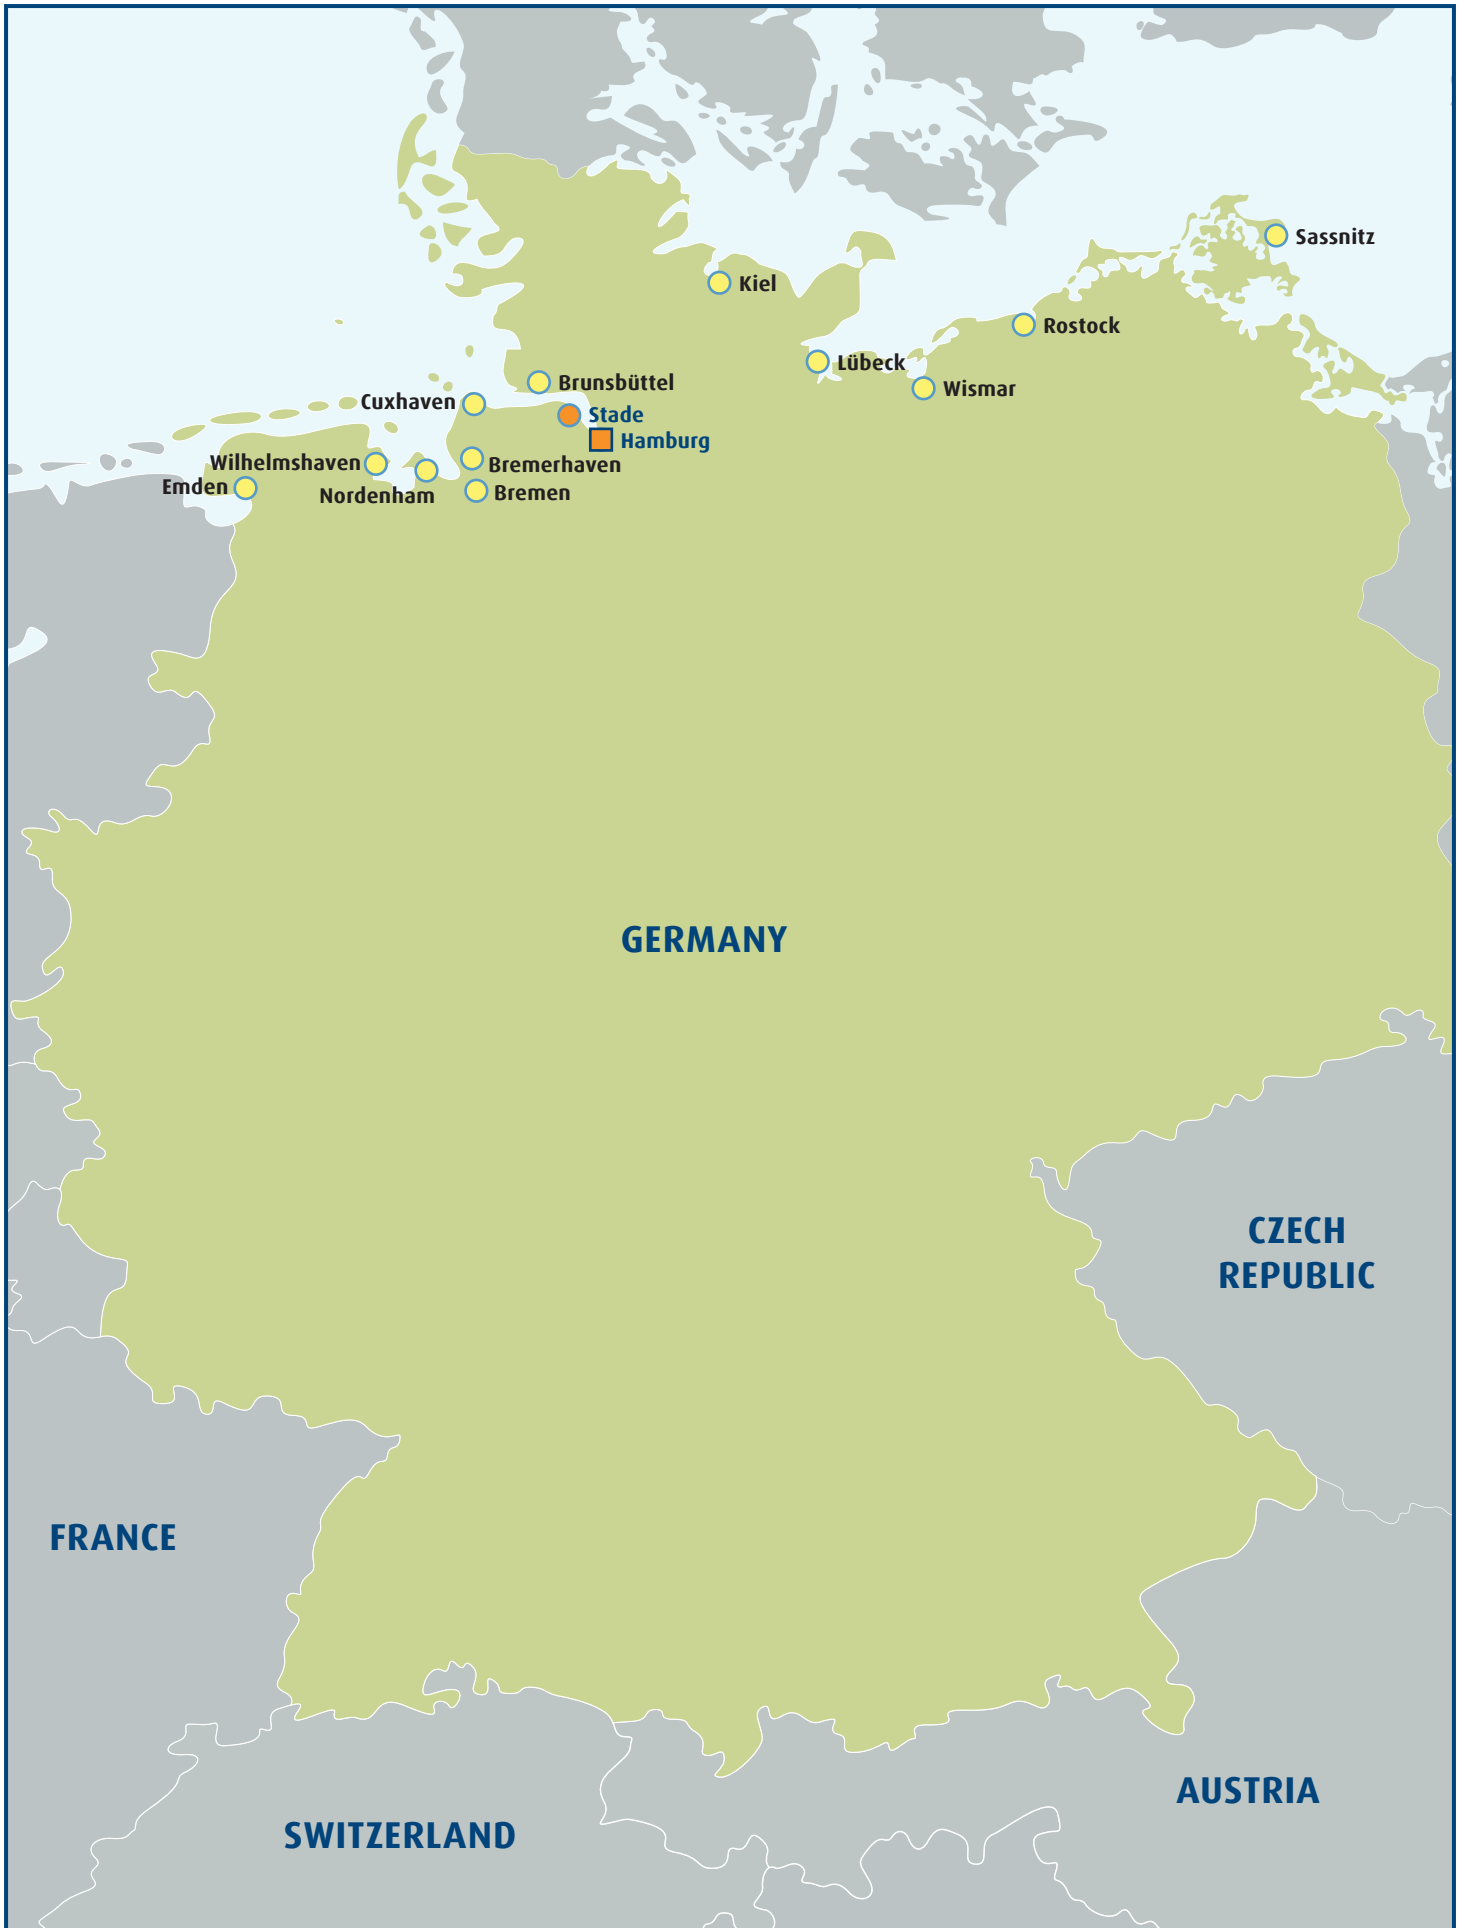 Sassnitz
Kiel
Rostock
Lübeck
Brunsbüttel
Wismar
Cuxhaven
Stade
Hamburg
Wilhelmshaven
Bremerhaven
Emden
Nordenham
Bremen
GERMANY
CZECH
REPUBLIC
FRANCE
AUSTRIA
SWITZERLAND